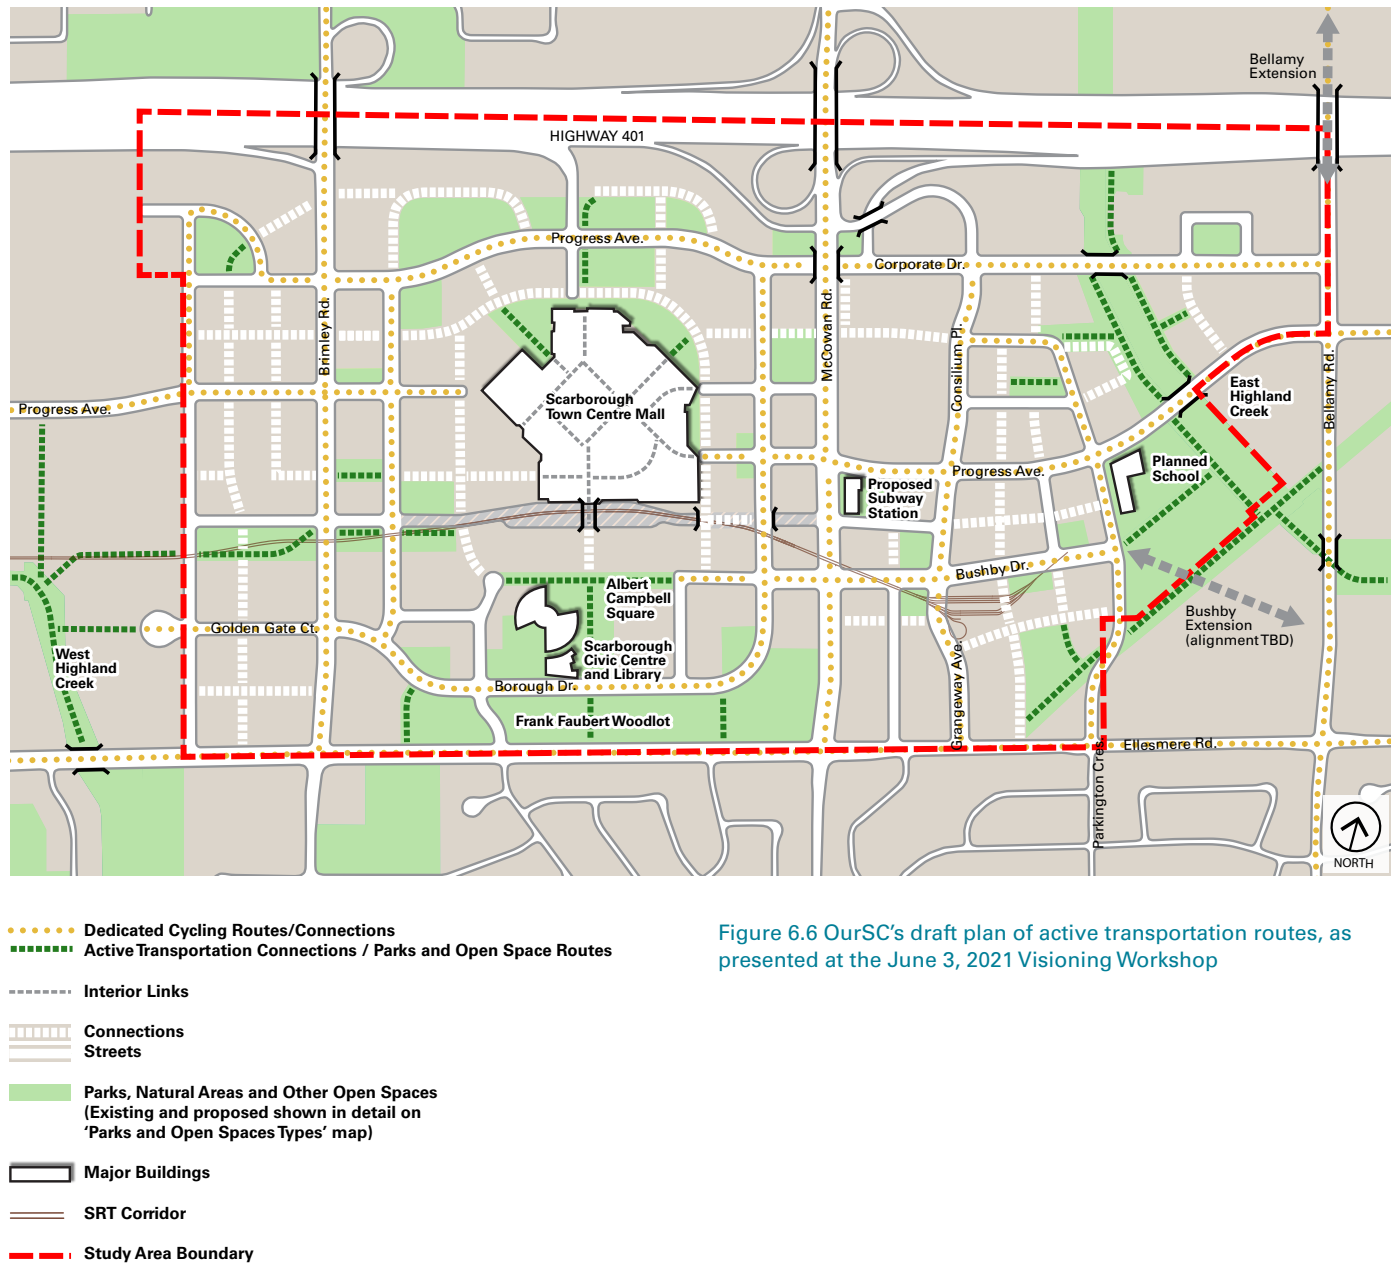 Bellamy
Extension
HIGHWAY 401
Progress Ave.
Corporate Dr.
Brimley Rd.
McCowan Rd.
Consilium Pl.
Bellamy Rd.
Progress Ave.
Scarborough
Town Centre Mall
East
Highland
Creek
Progress Ave.
Planned
School
Proposed
Subway
Station
Bushby Dr.
Albert
Campbell
Square
Bushby
Extension
(alignment TBD)
Golden Gate Ct.
West
Highland
Creek
Scarborough
Civic Centre
and Library
Borough Dr.
Grangeway Ave.
Frank Faubert Woodlot
Ellesmere Rd.
Parkington Cres.
NORTH
Dedicated Cycling Routes/Connections
Active Transportation Connections / Parks and Open Space Routes
Interior Links
Connections
Streets
Parks, Natural Areas and Other Open Spaces
(Existing and proposed shown in detail on
‘Parks and Open Spaces Types’ map)
Major Buildings
SRT Corridor
Study Area Boundary
Figure 6.6 OurSC’s draft plan of active transportation routes, as
presented at the June 3, 2021 Visioning Workshop